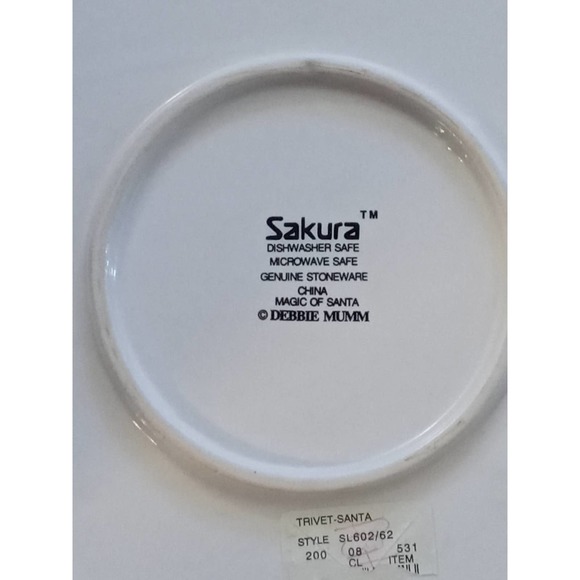 Sakura™
DISHWASHER SAFE
MICROWAVE SAFE
GENUINE STONEWARE
CHINA
MAGIC OF SANTA
© DEBBIE MUMM
TRIVET-SANTA
STYLE SL602/62
200 08 531
CL ITEM